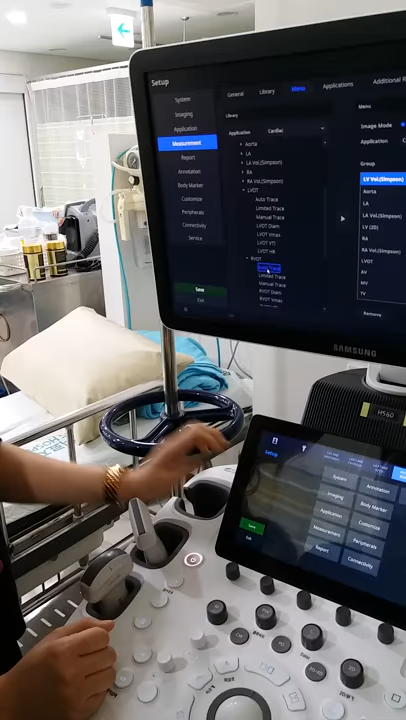 Setup
General
Library
Menu
Applications
Additional R
System
Imaging
Application
Measurement
Report
Annotation
Body Marker
Customize
Peripherals
Connectivity
Service
Save
Exit
Library
Application
Cardiac
Aorta
LA
LA Vol.(Simpson)
RA
RA Vol.(Simpson)
LVOT
Auto Trace
Limited Trace
Manual Trace
LVOT Diam
LVOT Vmax
LVOT VTI
LVOT HR
RVOT
Limited Trace
Manual Trace
RVOT Diam
RVOT Vmax
Menu
Image Mode
Application
Group
LV Vol.(Simpson)
Aorta
LA
LA Vol.(Simpson)
LV (2D)
RA
RA Vol.(Simpson)
LVOT
AV
MV
TV
Remove
SAMSUNG
HS60
Setup
System
Annotation
Imaging
Body Marker
Application
Customize
Measurement
Peripherals
Report
Connectivity
Save
Exit